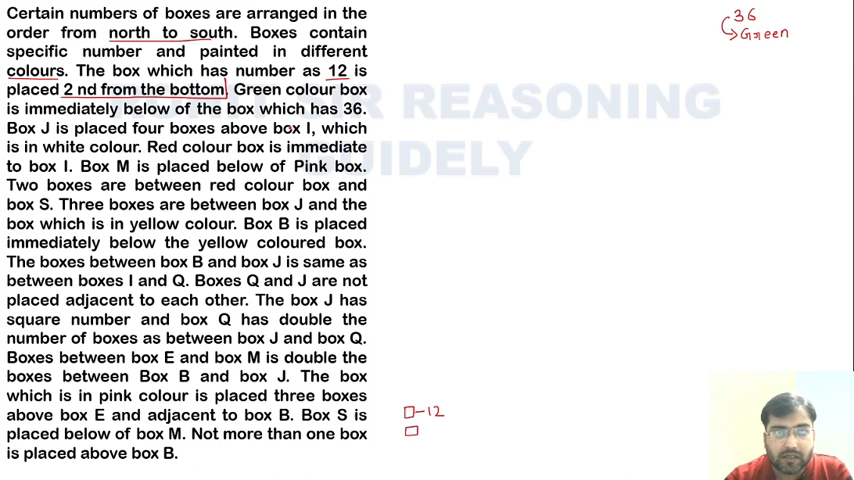 Certain numbers of boxes are arranged in the
order from north to south. Boxes contain
specific number and painted in different
colours. The box which has number as 12 is
placed 2 nd from the bottom. Green colour box
is immediately below of the box which has 36.
Box J is placed four boxes above box I, which
is in white colour. Red colour box is immediate
to box I. Box M is placed below of Pink box.
Two boxes are between red colour box and
box S. Three boxes are between box J and the
box which is in yellow colour. Box B is placed
immediately below the yellow coloured box.
The boxes between box B and box J is same as
between boxes I and Q. Boxes Q and J are not
placed adjacent to each other. The box J has
square number and box Q has double the
number of boxes as between box J and box Q.
Boxes between box E and box M is double the
boxes between Box B and box J. The box
which is in pink colour is placed three boxes
above box E and adjacent to box B. Box S is
placed below of box M. Not more than one box
is placed above box B.
36
Green
REASONING
GUIDELY
-12